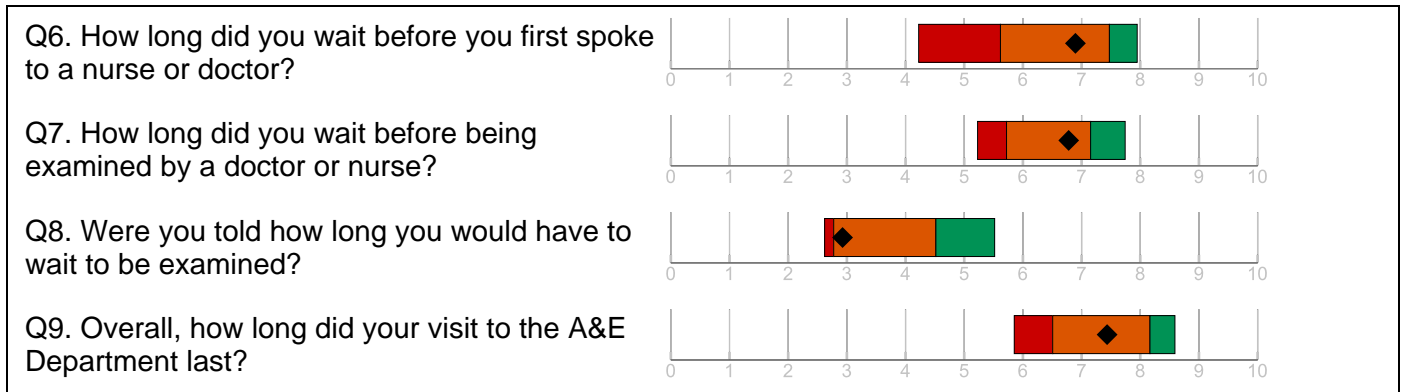 Q6. How long did you wait before you first spoke
to a nurse or doctor?
0 1 2 3 4 5 6 7 8 9 10
Q7. How long did you wait before being
examined by a doctor or nurse?
0 1 2 3 4 5 6 7 8 9 10
Q8. Were you told how long you would have to
wait to be examined?
0 1 2 3 4 5 6 7 8 9 10
Q9. Overall, how long did your visit to the A&E
Department last?
0 1 2 3 4 5 6 7 8 9 10